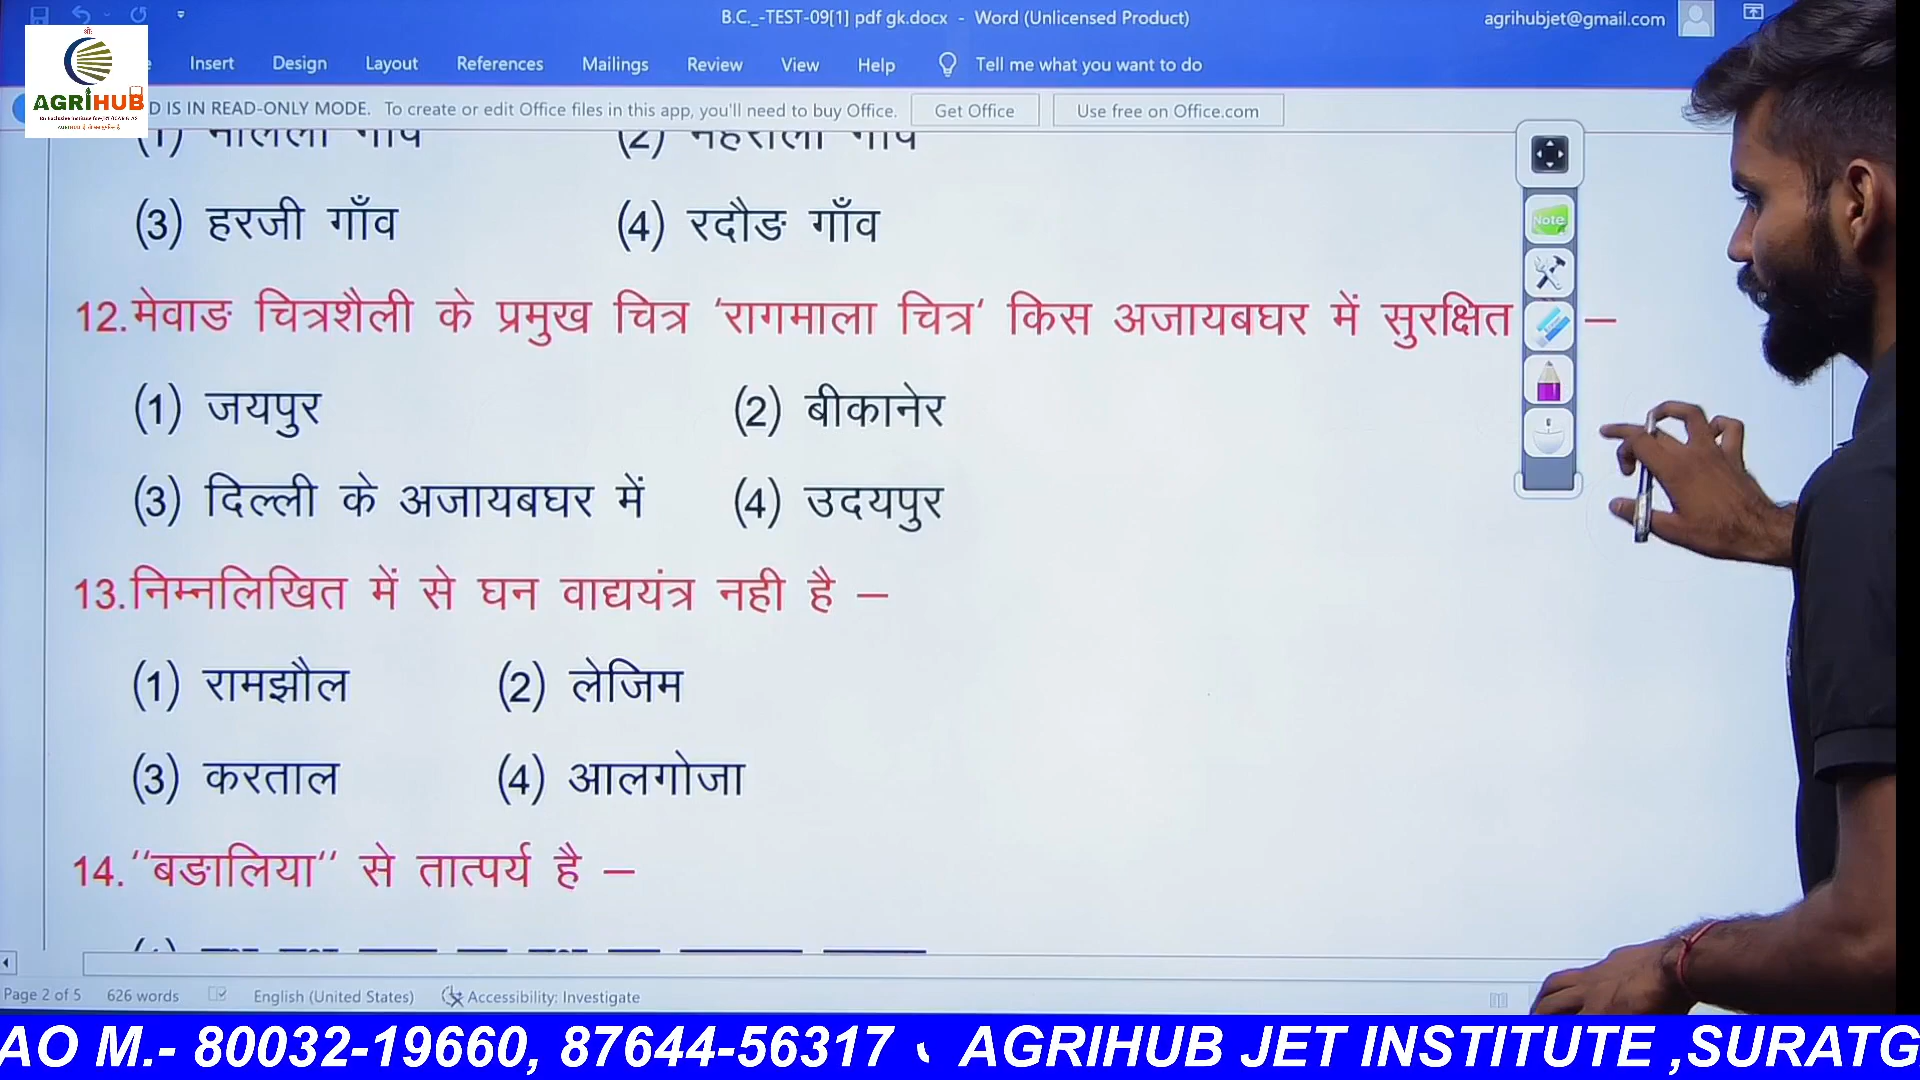 B.C._-TEST-09[1] pdf gk.docx - Word (Unlicensed Product)
agrihubjet@gmail.com
Insert Design Layout References Mailings Review View Help Tell me what you want to do
AGRIHUB
D IS IN READ-ONLY MODE. To create or edit Office files in this app, you'll need to buy Office. Get Office Use free on Office.com
(3) हरजी गाँव (4) रदौङ गाँव
Note
12. मेवाङ चित्रशैली के प्रमुख चित्र ‘रागमाला चित्र‘ किस अजायबघर में सुरक्षित –
(1) जयपुर (2) बीकानेर
(3) दिल्ली के अजायबघर में (4) उदयपुर
13. निम्नलिखित में से घन वाद्ययंत्र नही है –
(1) रामझौल (2) लेजिम
(3) करताल (4) आलगोजा
14. ‘‘बङालिया‘‘ से तात्पर्य है –
Page 2 of 5 626 words English (United States) Accessibility: Investigate
AO M.- 80032-19660, 87644-56317 AGRIHUB JET INSTITUTE ,SURATG